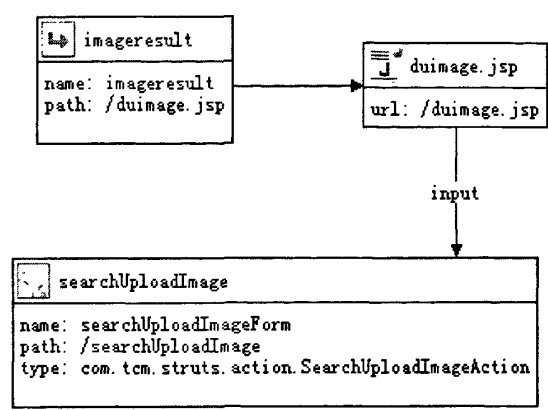 imageresult
name: imageresult
path: /duimage.jsp
duimage.jsp
url: /duimage.jsp
input
searchUploadImage
name: searchUploadImageForm
path: /searchUploadImage
type: com.tcm.struts.action.SearchUploadImageAction